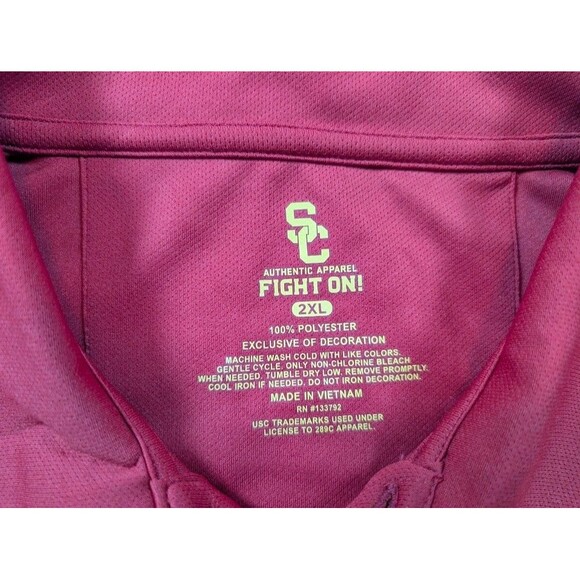 SC
AUTHENTIC APPAREL
FIGHT ON!
2XL
100% POLYESTER
EXCLUSIVE OF DECORATION
MACHINE WASH COLD WITH LIKE COLORS.
GENTLE CYCLE. ONLY NON-CHLORINE BLEACH
WHEN NEEDED. TUMBLE DRY LOW. REMOVE PROMPTLY.
COOL IRON IF NEEDED. DO NOT IRON DECORATION.
MADE IN VIETNAM
RN #133792
USC TRADEMARKS USED UNDER
LICENSE TO 289C APPAREL.